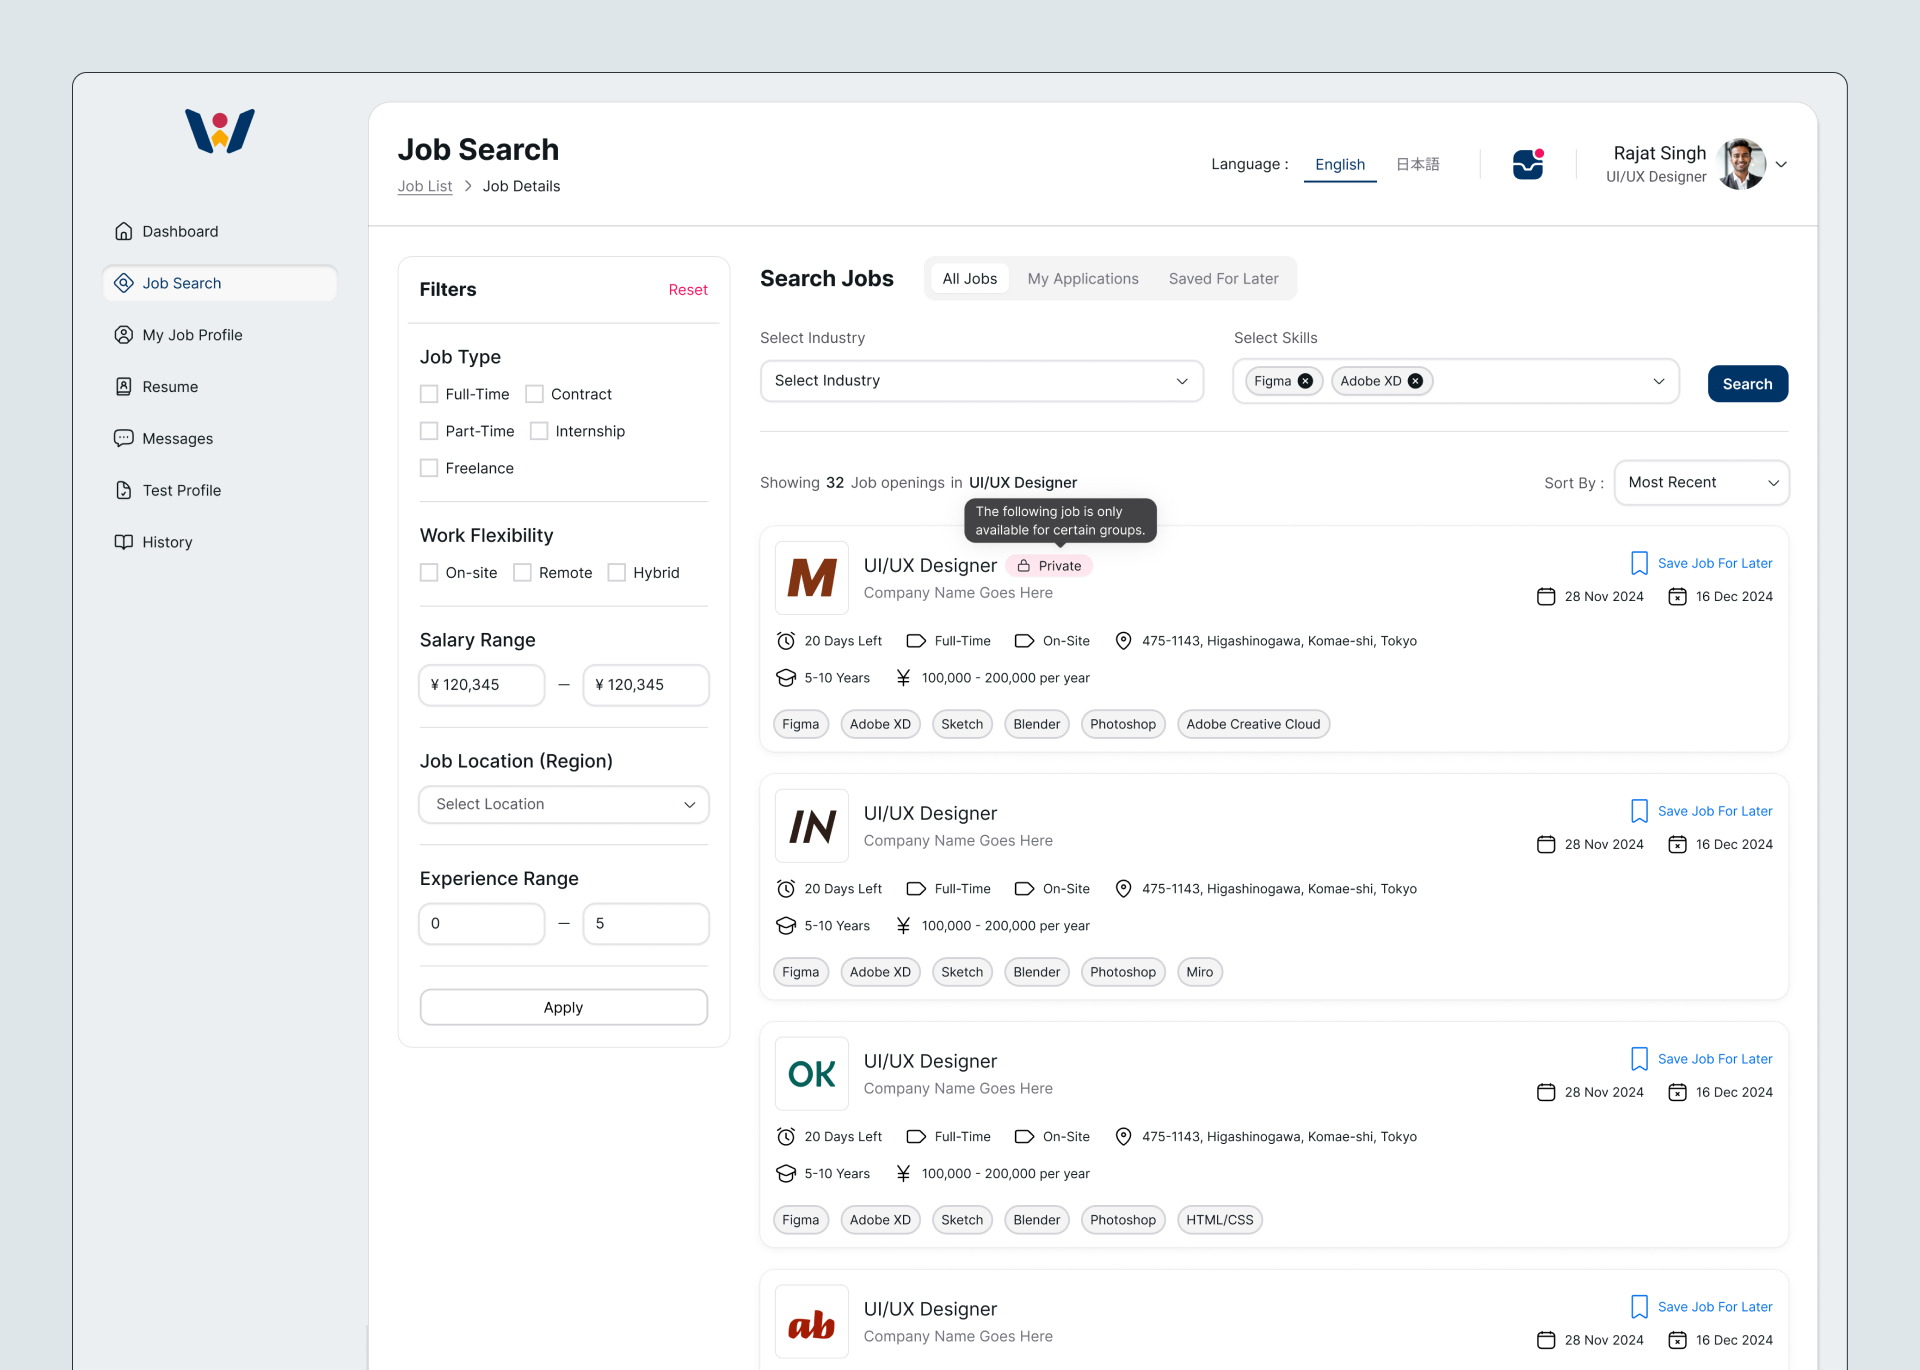 Job Search
Job List > Job Details
Language : English 日本語
Rajat Singh
UI/UX Designer
Dashboard
Job Search
My Job Profile
Resume
Messages
Test Profile
History
Filters Reset
Job Type
Full-Time Contract
Part-Time Internship
Freelance
Work Flexibility
On-site Remote Hybrid
Salary Range
¥ 120,345 — ¥ 120,345
Job Location (Region)
Select Location
Experience Range
0 — 5
Apply
Search Jobs All Jobs My Applications Saved For Later
Select Industry Select Skills
Select Industry Figma Adobe XD Search
Showing 32 Job openings in UI/UX Designer Sort By : Most Recent
The following job is only
available for certain groups.
M
UI/UX Designer Private Save Job For Later
Company Name Goes Here 28 Nov 2024 16 Dec 2024
20 Days Left Full-Time On-Site 475-1143, Higashinogawa, Komae-shi, Tokyo
5-10 Years ¥ 100,000 - 200,000 per year
Figma Adobe XD Sketch Blender Photoshop Adobe Creative Cloud
IN
UI/UX Designer Save Job For Later
Company Name Goes Here 28 Nov 2024 16 Dec 2024
20 Days Left Full-Time On-Site 475-1143, Higashinogawa, Komae-shi, Tokyo
5-10 Years ¥ 100,000 - 200,000 per year
Figma Adobe XD Sketch Blender Photoshop Miro
OK
UI/UX Designer Save Job For Later
Company Name Goes Here 28 Nov 2024 16 Dec 2024
20 Days Left Full-Time On-Site 475-1143, Higashinogawa, Komae-shi, Tokyo
5-10 Years ¥ 100,000 - 200,000 per year
Figma Adobe XD Sketch Blender Photoshop HTML/CSS
ab
UI/UX Designer Save Job For Later
Company Name Goes Here 28 Nov 2024 16 Dec 2024